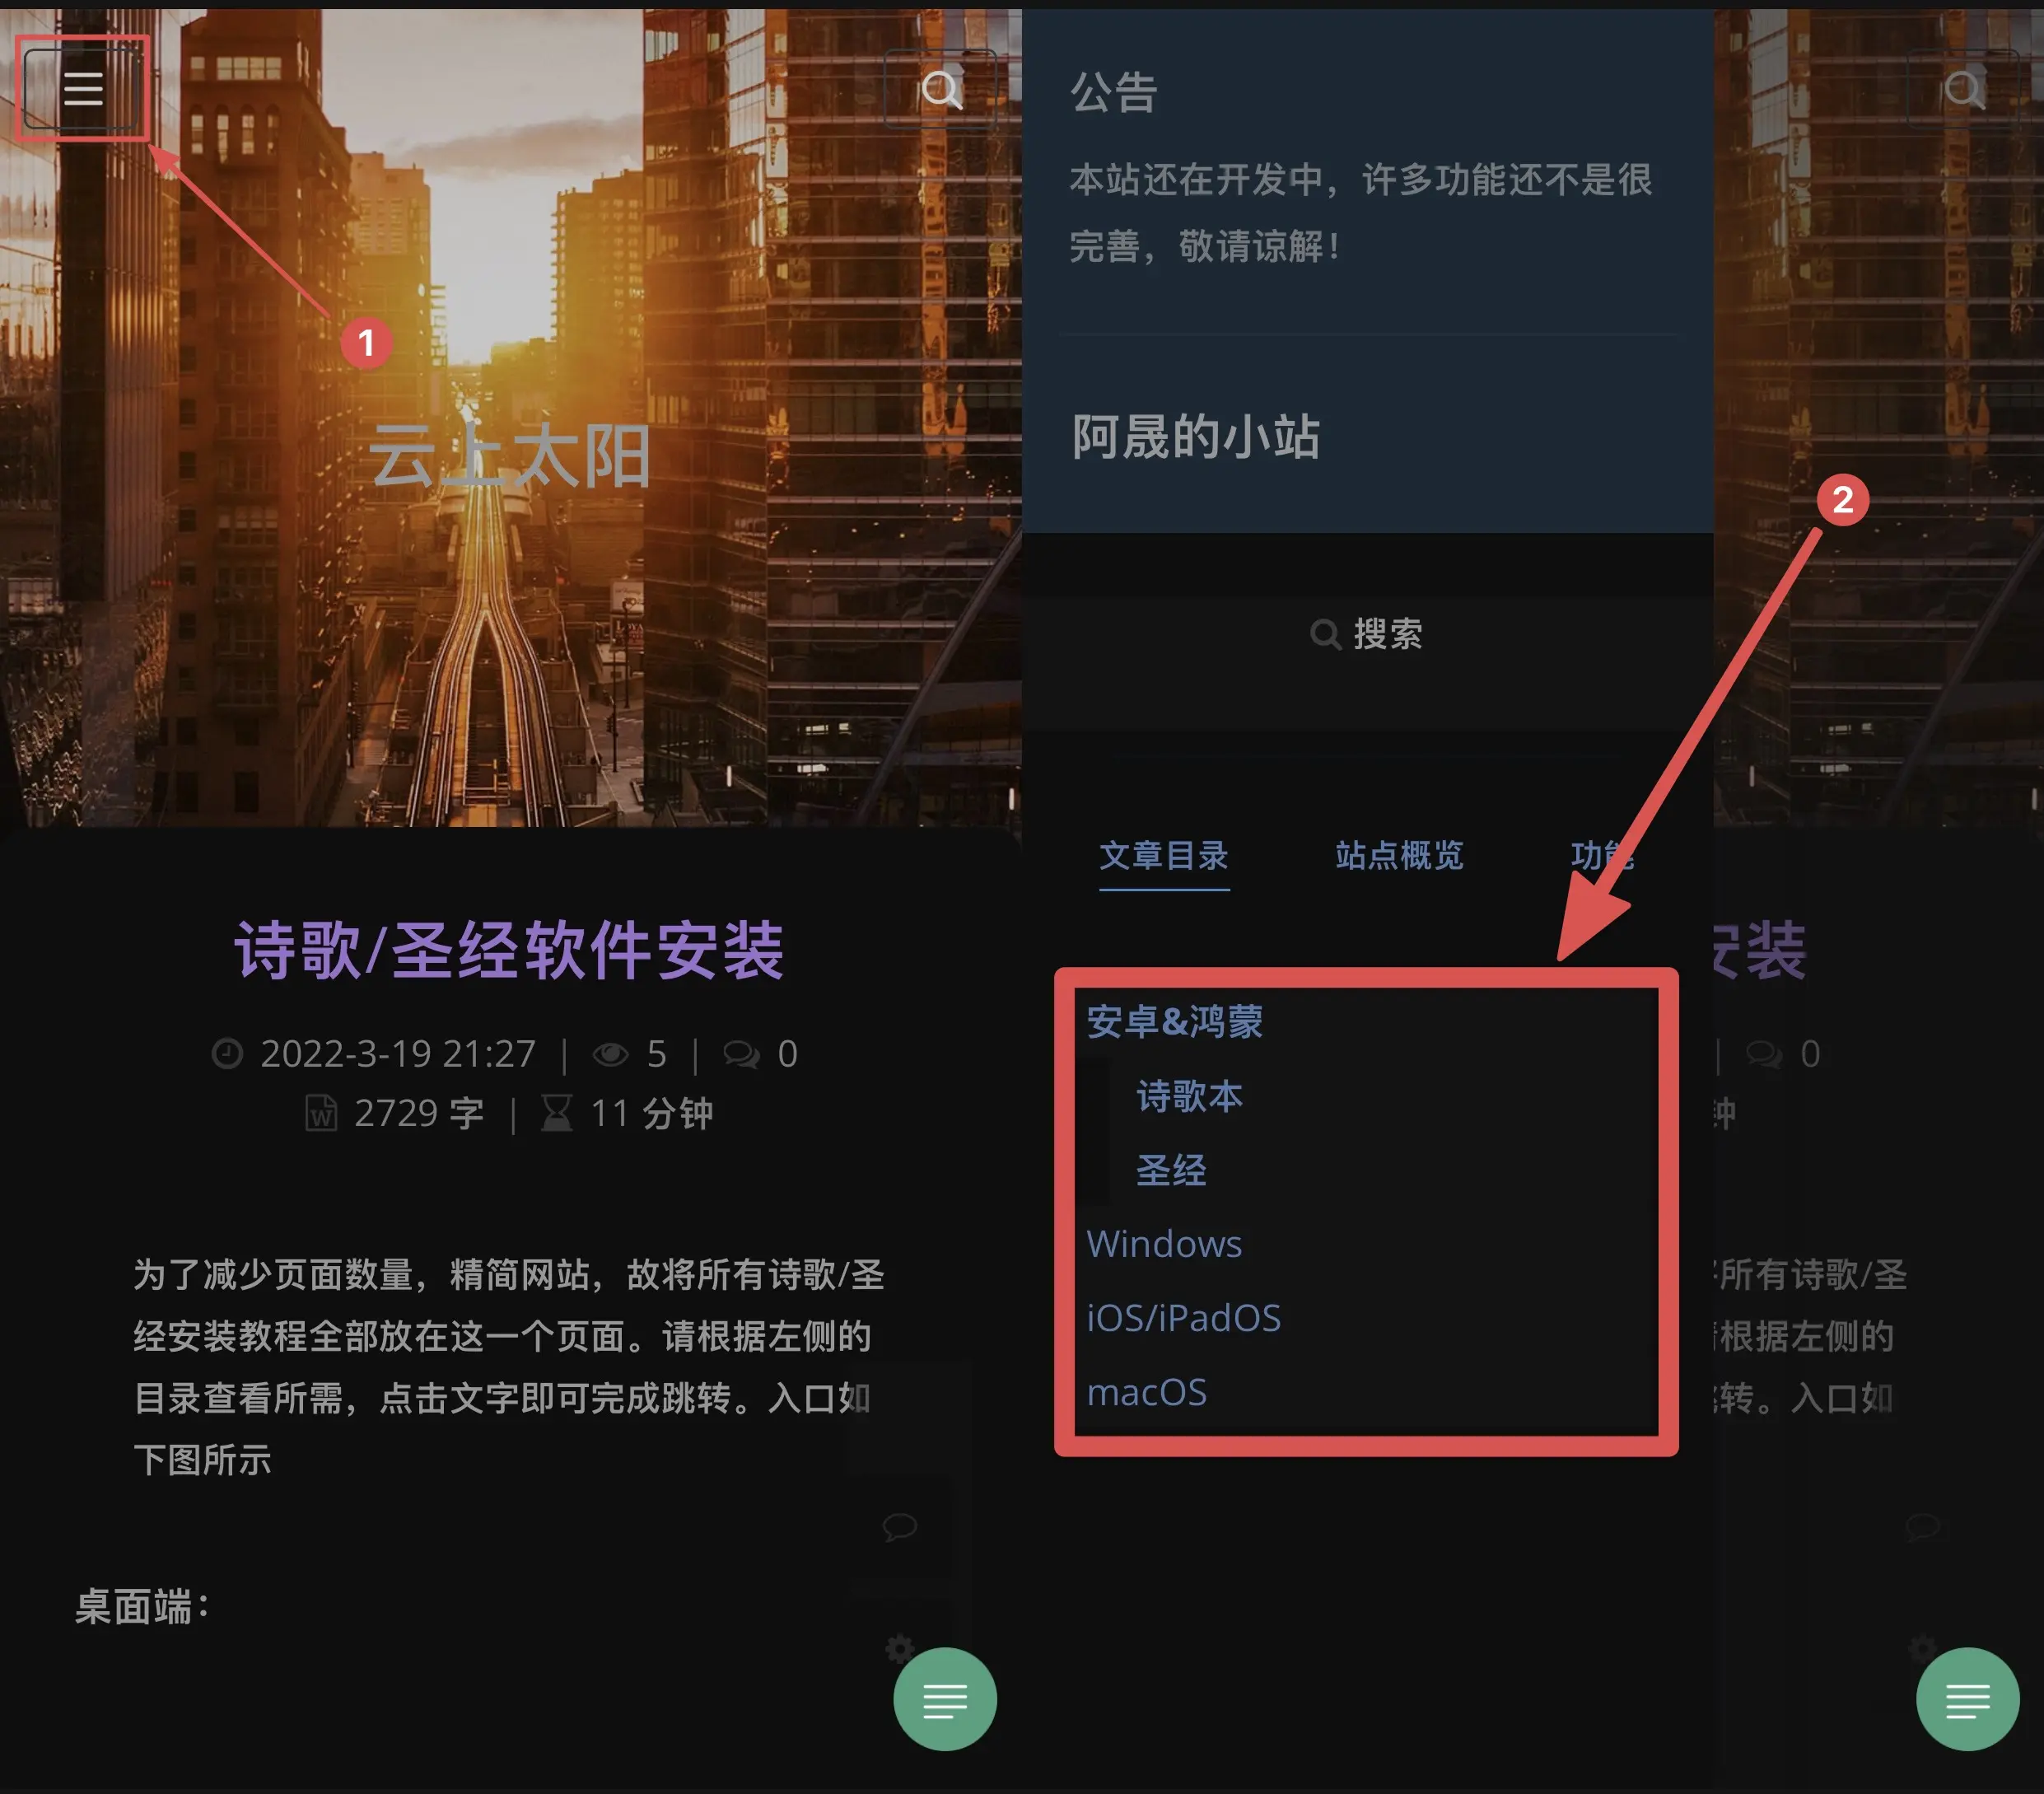 1
云上太阳
诗歌/圣经软件安装
2022-3-19 21:27 | 5 | 0
2729 字 | 11 分钟
为了减少页面数量，精简网站，故将所有诗歌/圣
经安装教程全部放在这一个页面。请根据左侧的
目录查看所需，点击文字即可完成跳转。入口如
下图所示
桌面端：
公告
本站还在开发中，许多功能还不是很
完善，敬请谅解！
阿晟的小站
2
搜索
文章目录 站点概览 功能
安卓&鸿蒙
诗歌本
圣经
Windows
iOS/iPadOS
macOS
安装
| 0
钟
所有诗歌/圣
根据左侧的
转。入口如